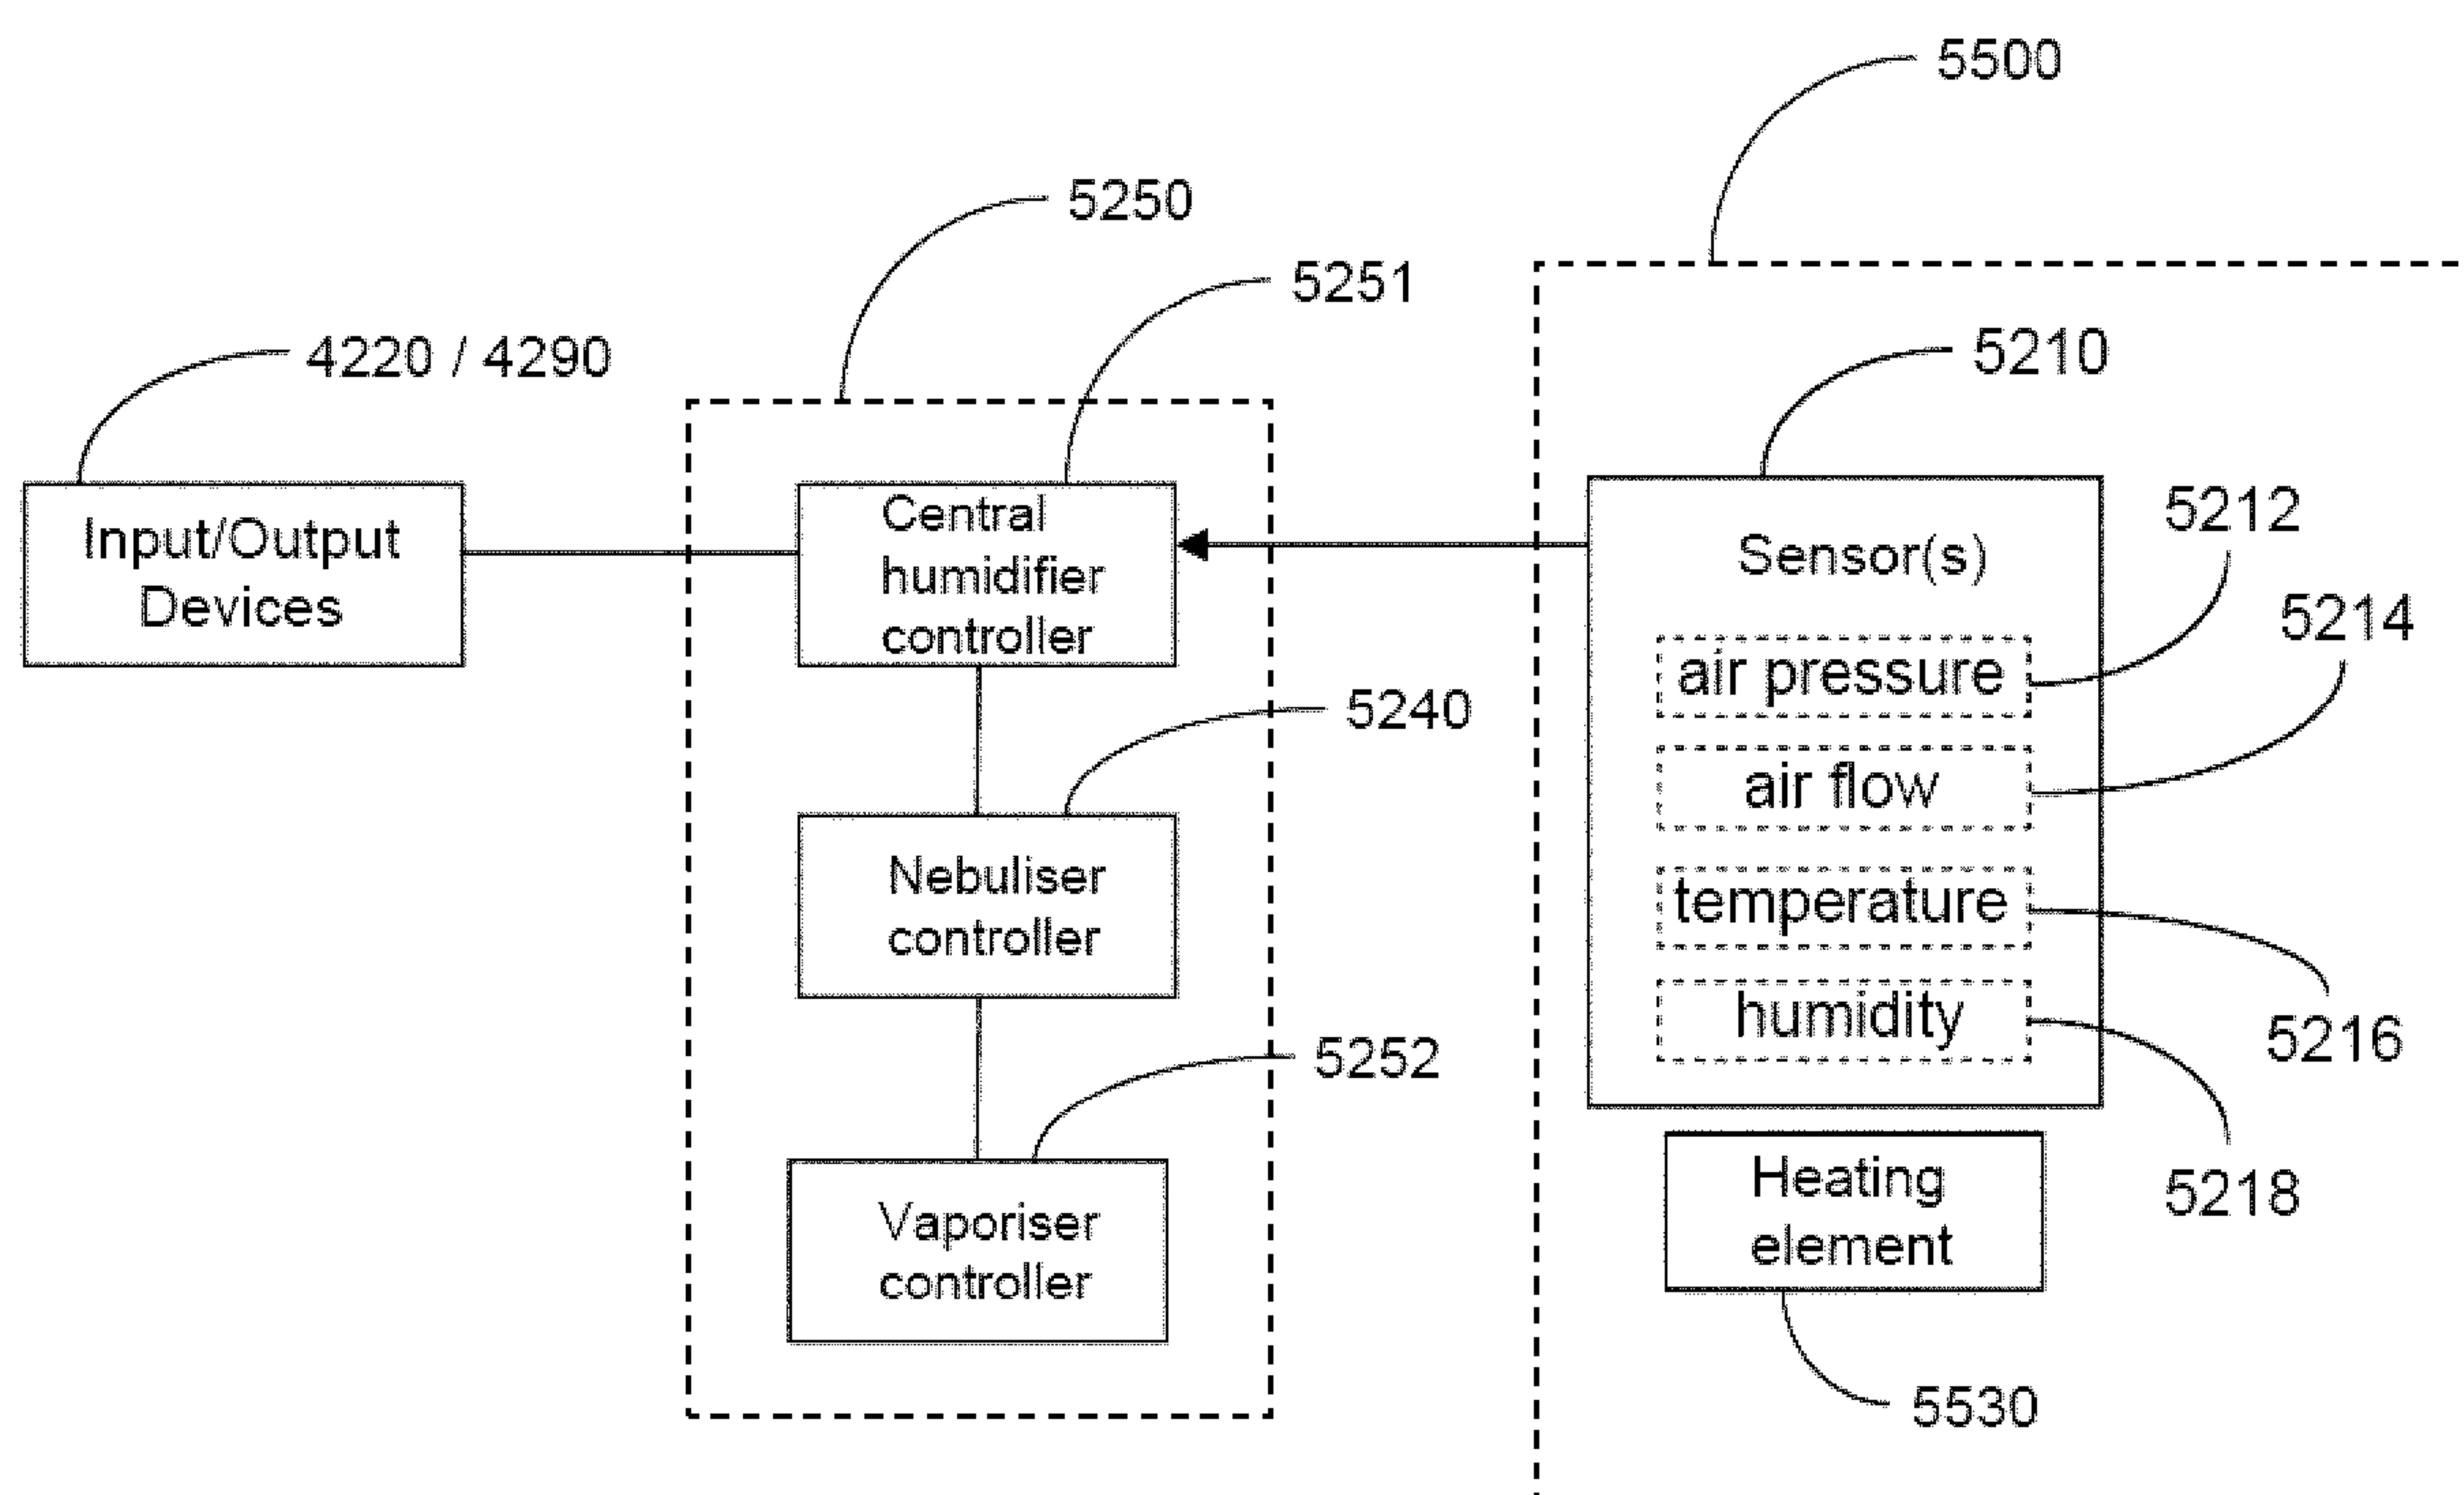 5500
5250
5251
4220 / 4290
5210
Input/Output
Devices
Central
humidifier
controller
Sensor(s)
5212
5214
air pressure
5240
air flow
Nebuliser
controller
temperature
humidity
5216
5252
Heating
element
5218
Vaporiser
controller
5530